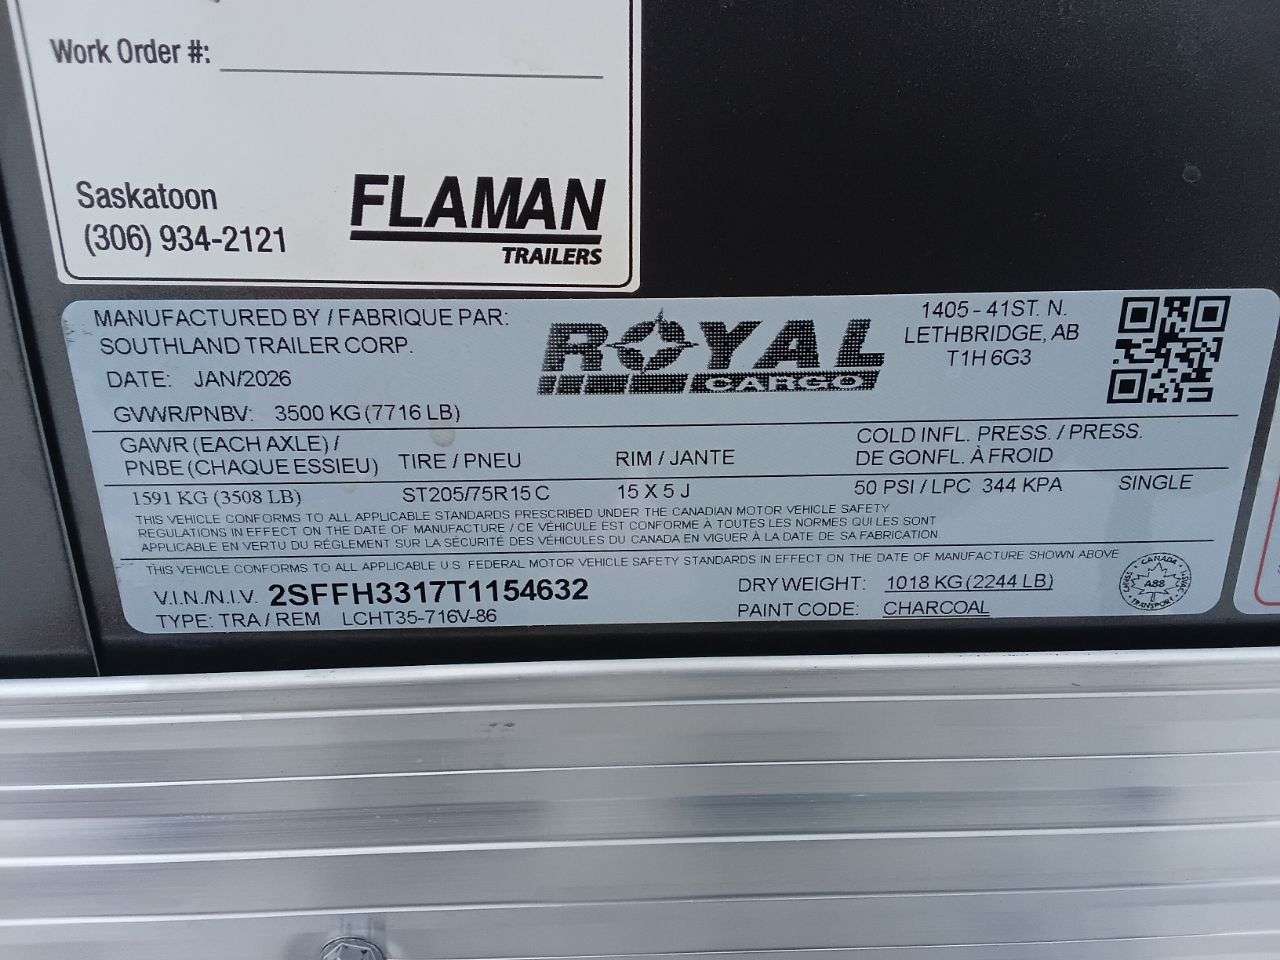 Work Order #:
Saskatoon
(306) 934-2121
FLAMAN
TRAILERS
MANUFACTURED BY / FABRIQUE PAR:
SOUTHLAND TRAILER CORP.
DATE: JAN/2026
GVWR/PNBV: 3500 KG (7716 LB)
ROYAL
CARGO
1405 - 41ST. N.
LETHBRIDGE, AB
T1H 6G3
GAWR (EACH AXLE) /
PNBE (CHAQUE ESSIEU) TIRE / PNEU RIM / JANTE
COLD INFL. PRESS. / PRESS.
DE GONFL. À FROID
1591 KG (3508 LB) ST205/75R15 C 15 X 5 J 50 PSI / LPC 344 KPA SINGLE
THIS VEHICLE CONFORMS TO ALL APPLICABLE STANDARDS PRESCRIBED UNDER THE CANADIAN MOTOR VEHICLE SAFETY
REGULATIONS IN EFFECT ON THE DATE OF MANUFACTURE / CE VÉHICULE EST CONFORME À TOUTES LES NORMES QUI LES SONT
APPLICABLE EN VERTU DU RÉGLEMENT SUR LA SÉCURITÉ DES VÉHICULES DU CANADA EN VIGUER À LA DATE DE SA FABRICATION.
THIS VEHICLE CONFORMS TO ALL APPLICABLE U.S. FEDERAL MOTOR VEHICLE SAFETY STANDARDS IN EFFECT ON THE DATE OF MANUFACTURE SHOWN ABOVE
V.I.N./N.I.V. 2SFFH3317T1154632 DRY WEIGHT: 1018 KG (2244 LB)
TYPE: TRA / REM LCHT35-716V-86 PAINT CODE: CHARCOAL
CANADA
A88
TRANSPORT